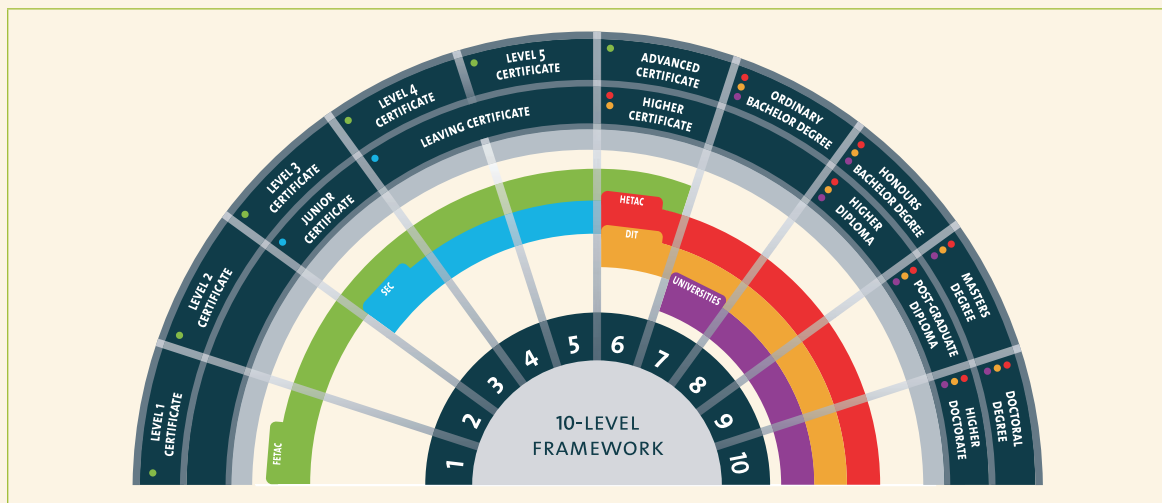 LEVEL 1
CERTIFICATE
LEVEL 2
CERTIFICATE
LEVEL 3
CERTIFICATE
LEVEL 4
CERTIFICATE
LEVEL 5
CERTIFICATE
ADVANCED
CERTIFICATE
ORDINARY
BACHELOR DEGREE
HONOURS
BACHELOR DEGREE
MASTERS
DEGREE
DOCTORAL
DEGREE
JUNIOR
CERTIFICATE
LEAVING CERTIFICATE
HIGHER
CERTIFICATE
HIGHER
DIPLOMA
POST-GRADUATE
DIPLOMA
HIGHER
DOCTORATE
FETAC
SEC
HETAC
DIT
UNIVERSITIES
1
2
3
4
5
6
7
8
9
10
10-LEVEL
FRAMEWORK